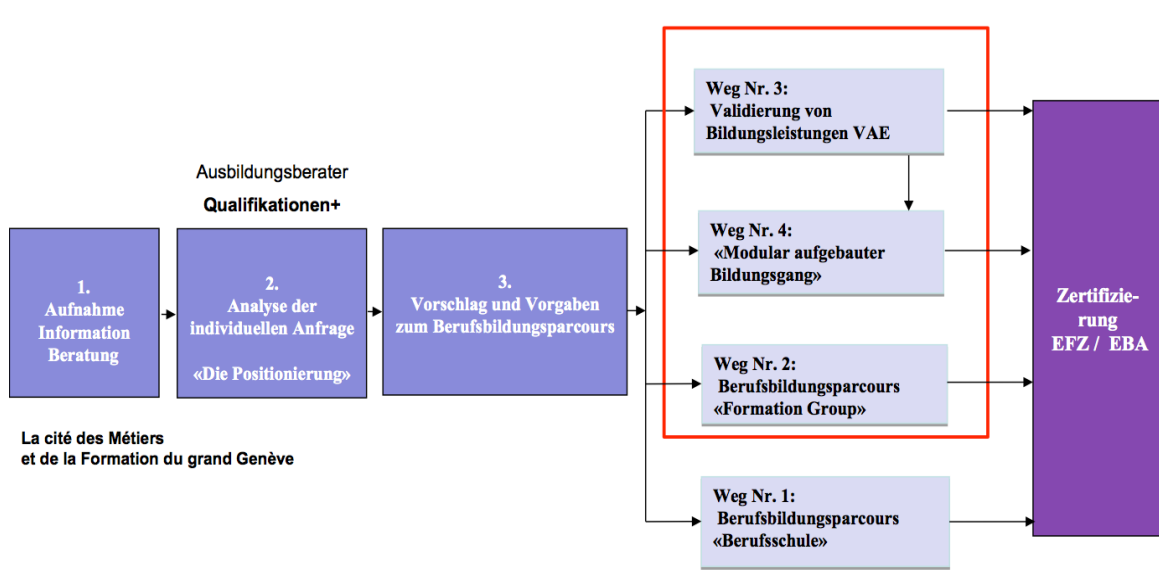 Ausbildungsberater
Qualifikationen+
1.
Aufnahme
Information
Beratung
2.
Analyse der
individuellen Anfrage
«Die Positionierung»
3.
Vorschlag und Vorgaben
zum Berufsbildungsparcours
La cité des Métiers
et de la Formation du grand Genève
Weg Nr. 3:
Validierung von
Bildungsleistungen VAE
Weg Nr. 4:
«Modular aufgebauter
Bildungsgang»
Weg Nr. 2:
Berufsbildungsparcours
«Formation Group»
Weg Nr. 1:
Berufsbildungsparcours
«Berufsschule»
Zertifizie-
rung
EFZ / EBA